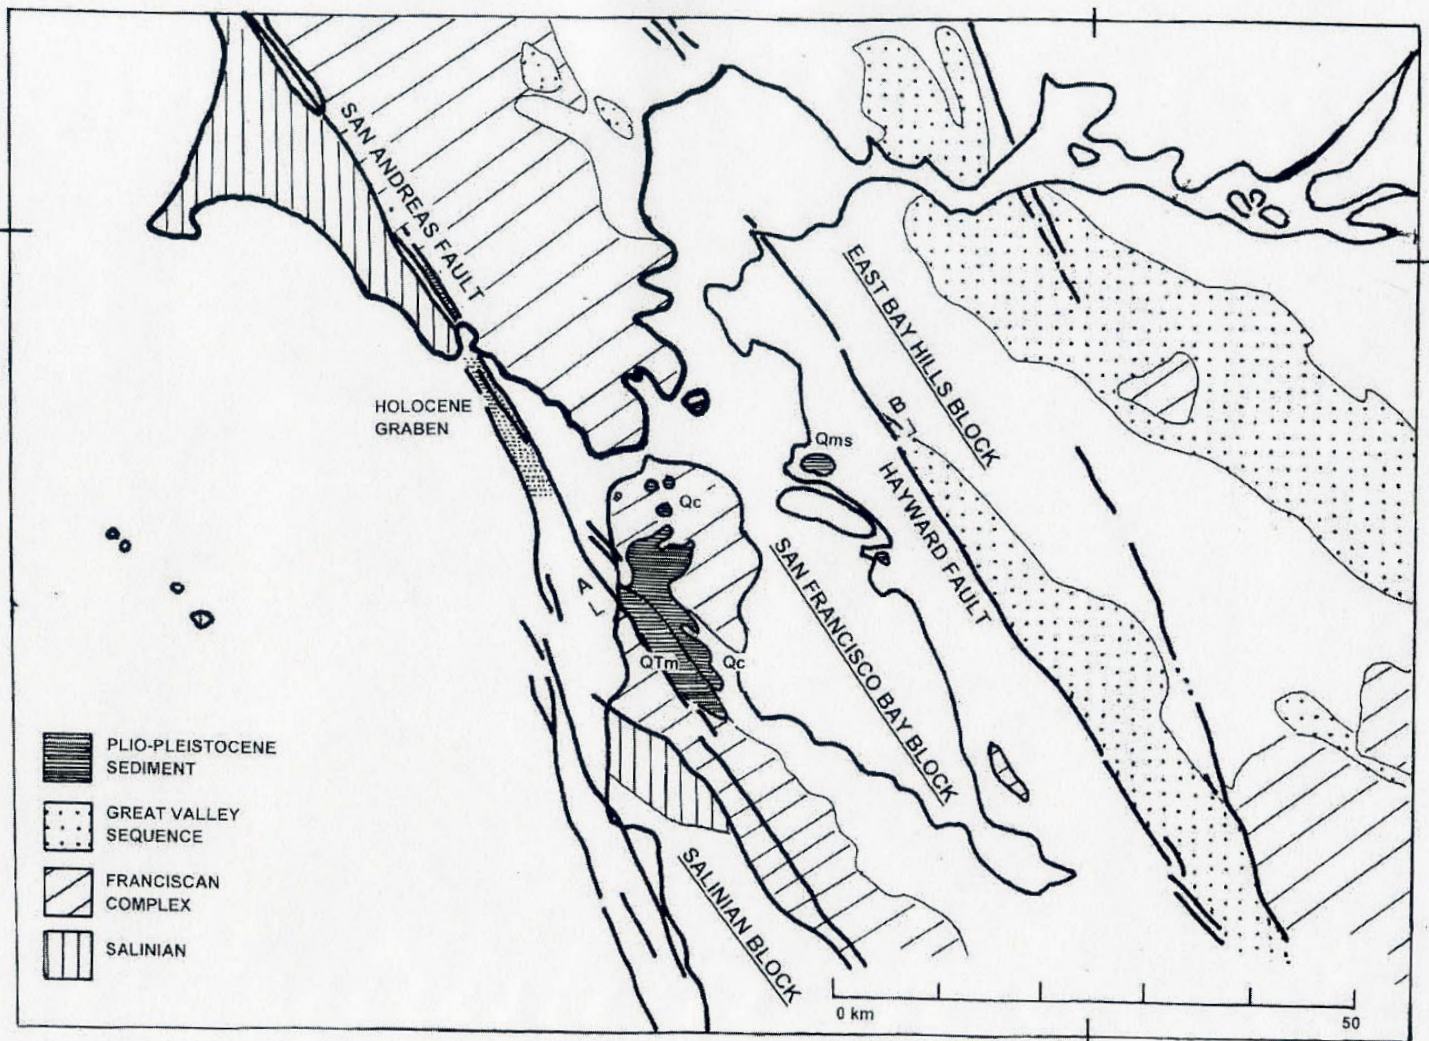 SAN ANDREAS FAULT
EAST BAY HILLS BLOCK
HOLOCENE
GRABEN
B
Qms
HAYWARD FAULT
Qc
SAN FRANCISCO BAY BLOCK
A
QTm
Qc
PLIO-PLEISTOCENE
SEDIMENT
GREAT VALLEY
SEQUENCE
FRANCISCAN
COMPLEX
SALINIAN
SALINIAN BLOCK
0 km
50